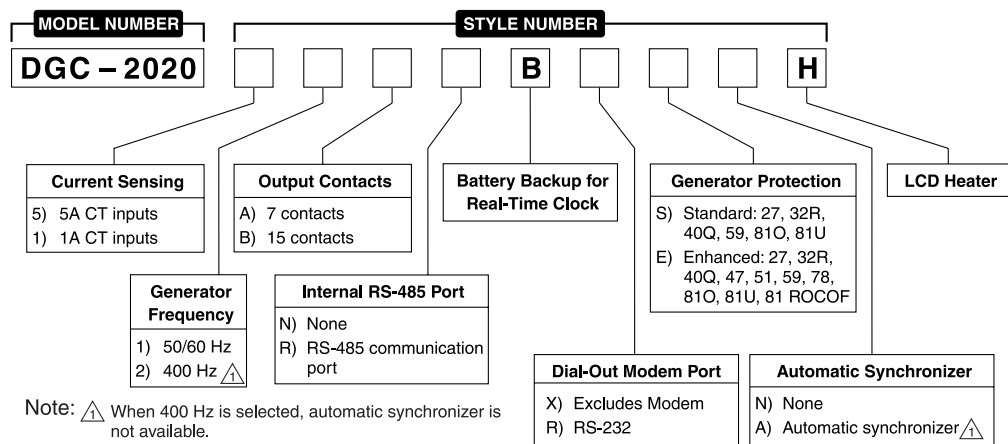 MODEL NUMBER
STYLE NUMBER
DGC – 2020
B
H
Current Sensing
5) 5A CT inputs
1) 1A CT inputs
Output Contacts
A) 7 contacts
B) 15 contacts
Battery Backup for
Real-Time Clock
Generator Protection
S) Standard: 27, 32R,
40Q, 59, 81O, 81U
E) Enhanced: 27, 32R,
40Q, 47, 51, 59, 78,
81O, 81U, 81 ROCOF
LCD Heater
Generator
Frequency
1) 50/60 Hz
2) 400 Hz 1
Internal RS-485 Port
N) None
R) RS-485 communication
port
Dial-Out Modem Port
X) Excludes Modem
R) RS-232
Automatic Synchronizer
N) None
A) Automatic synchronizer 1
Note: 1 When 400 Hz is selected, automatic synchronizer is
not available.